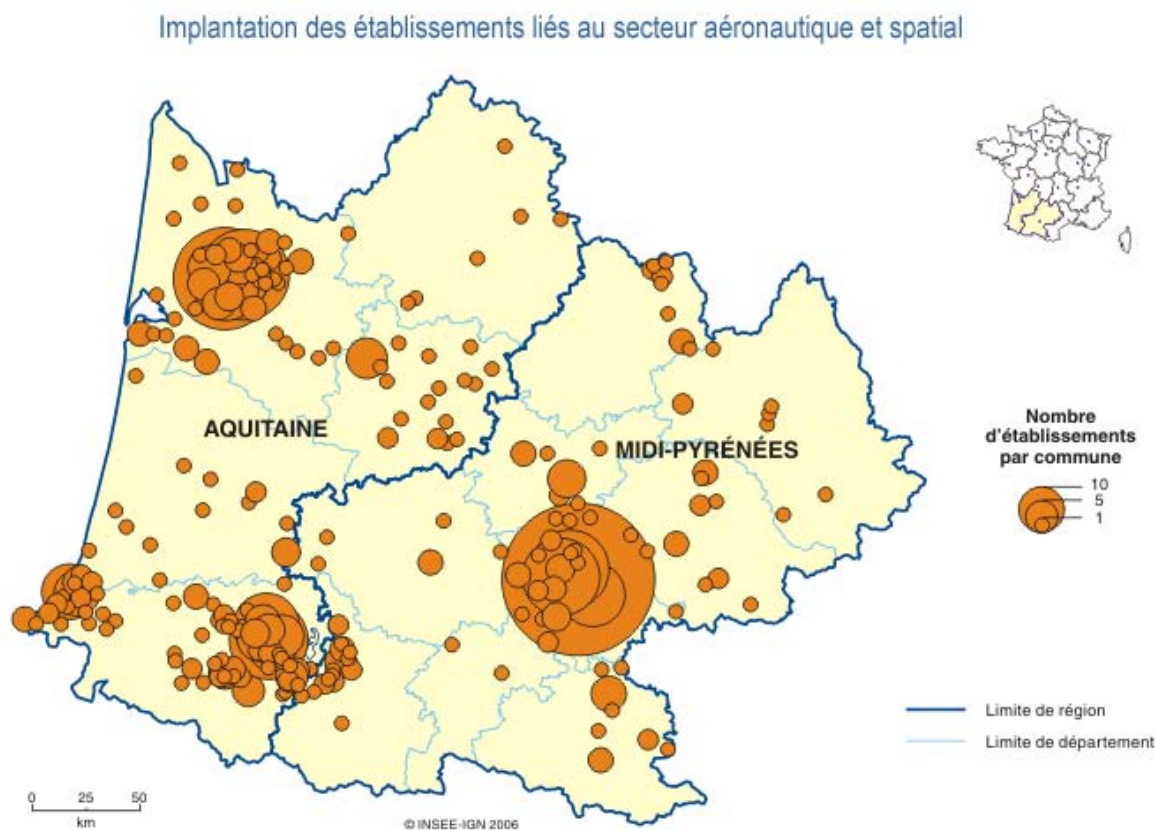 Implantation des établissements liés au secteur aéronautique et spatial
AQUITAINE
MIDI-PYRÉNÉES
Nombre
d'établissements
par commune
10
5
1
Limite de région
Limite de département
0 25 50
km
© INSEE-IGN 2006